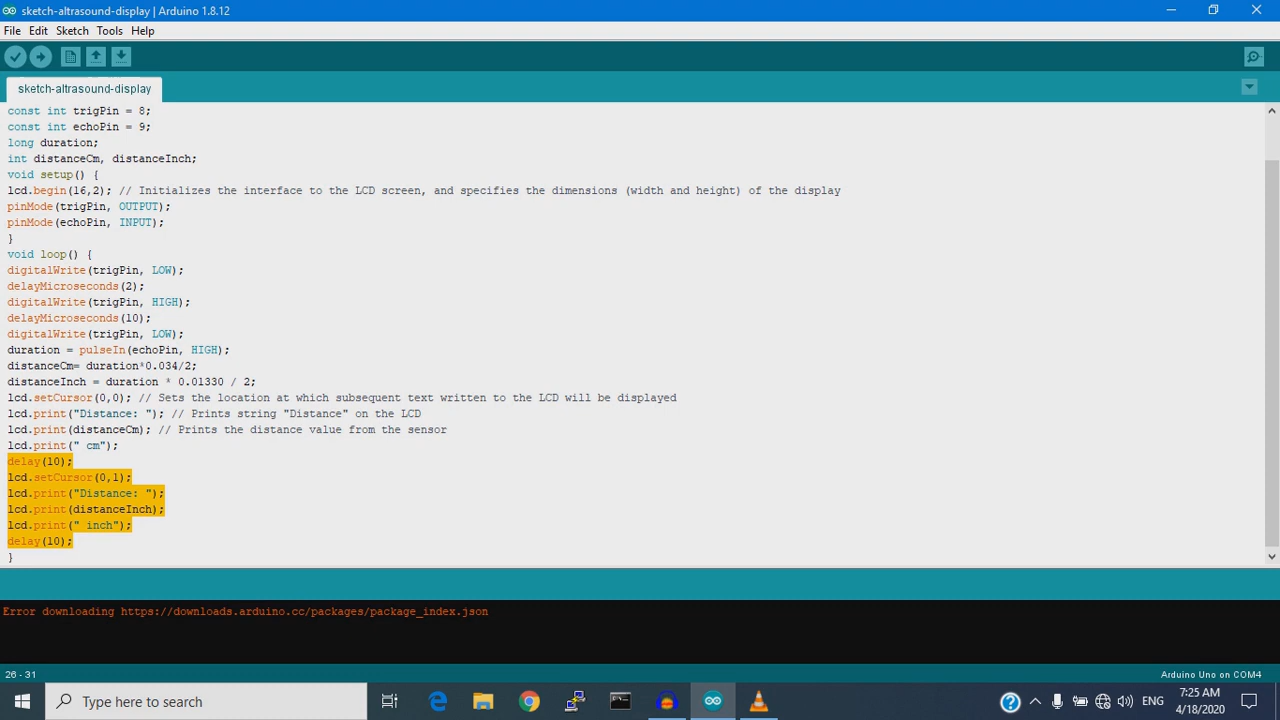 sketch-altrasound-display | Arduino 1.8.12
File Edit Sketch Tools Help
sketch-altrasound-display
const int trigPin = 8;
const int echoPin = 9;
long duration;
int distanceCm, distanceInch;
void setup() {
lcd.begin(16,2); // Initializes the interface to the LCD screen, and specifies the dimensions (width and height) of the display
pinMode(trigPin, OUTPUT);
pinMode(echoPin, INPUT);
}
void loop() {
digitalWrite(trigPin, LOW);
delayMicroseconds(2);
digitalWrite(trigPin, HIGH);
delayMicroseconds(10);
digitalWrite(trigPin, LOW);
duration = pulseIn(echoPin, HIGH);
distanceCm= duration*0.034/2;
distanceInch = duration * 0.01330 / 2;
lcd.setCursor(0,0); // Sets the location at which subsequent text written to the LCD will be displayed
lcd.print("Distance: "); // Prints string "Distance" on the LCD
lcd.print(distanceCm); // Prints the distance value from the sensor
lcd.print(" cm");
delay(10);
lcd.setCursor(0,1);
lcd.print("Distance: ");
lcd.print(distanceInch);
lcd.print(" inch");
delay(10);
}
Error downloading https://downloads.arduino.cc/packages/package_index.json
26 - 31
Arduino Uno on COM4
Type here to search
ENG
7:25 AM
4/18/2020